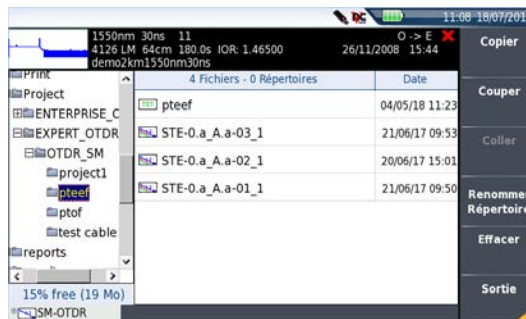 11:08 18/07/201
1550nm 30ns 11 O -> E
4126 LM 64cm 180.0s IOR: 1.46500 26/11/2008 15:44
demo2km1550nm30ns
Copier
Couper
Coller
Renommer
Répertoire
Effacer
Sortie
Print
Project
ENTERPRISE_C
EXPERT_OTDR
OTDR_SM
project1
pteef
ptof
test cable
reports
15% free (19 Mo)
SM-OTDR
4 Fichiers - 0 Répertoires Date
TXT pteef 04/05/18 11:23
STE-0.a_A.a-03_1 21/06/17 09:53
STE-0.a_A.a-02_1 20/06/17 15:01
STE-0.a_A.a-01_1 21/06/17 09:50